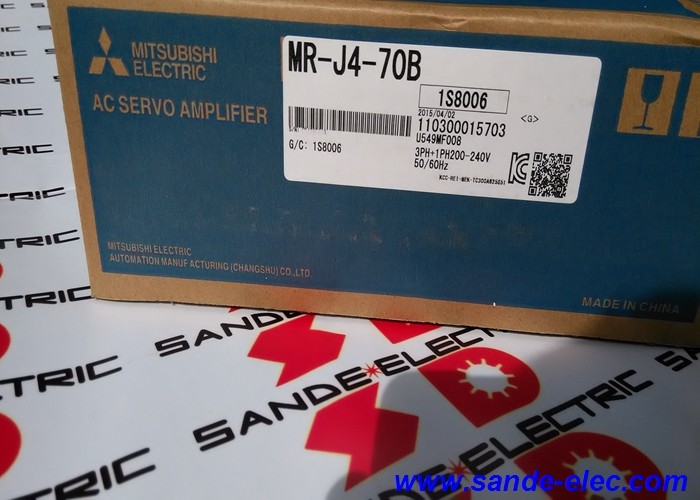 MITSUBISHI
ELECTRIC
AC SERVO AMPLIFIER
MR-J4-70B
1S8006
2015/04/02
110300015703
<G>
U549MF008
3PH+1PH200-240V
50/60Hz
S/N
G/C: 1S8006
MITSUBISHI ELECTRIC
AUTOMATION MANUFACTURING (CHANGSHU) CO.,LTD.
MADE IN CHINA
SANDE-ELECTRIC
SANDE-ELECTRIC
www.sande-elec.com